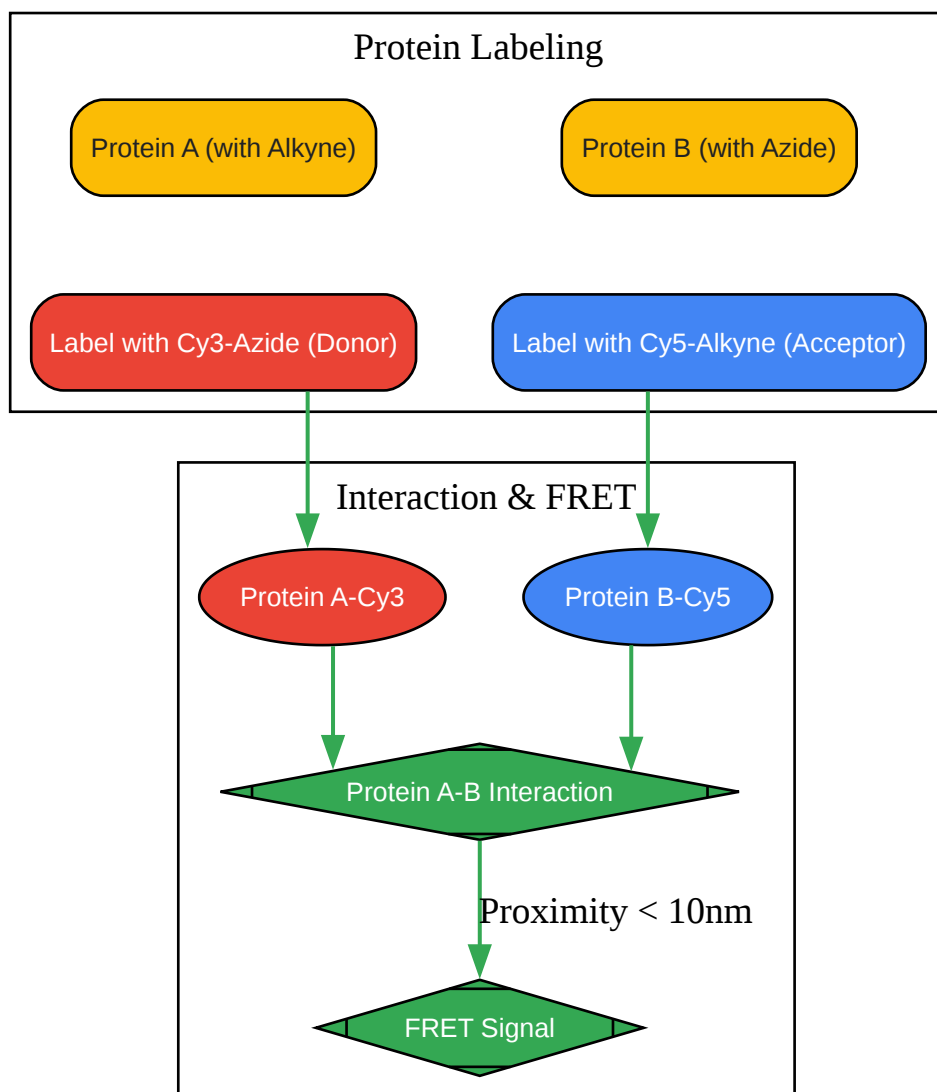 Protein Labeling
Protein A (with Alkyne)
Protein B (with Azide)
Label with Cy3-Azide (Donor)
Label with Cy5-Alkyne (Acceptor)
Interaction & FRET
Protein A-Cy3
Protein B-Cy5
Protein A-B Interaction
Proximity < 10nm
FRET Signal